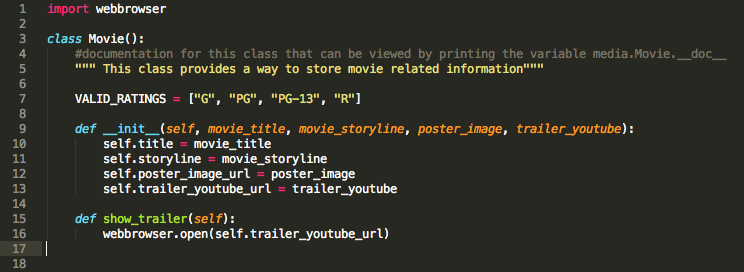 1 import webbrowser
2
3 class Movie():
4     #documentation for this class that can be viewed by printing the variable media.Movie.__doc__
5     """ This class provides a way to store movie related information"""
6
7     VALID_RATINGS = ["G", "PG", "PG-13", "R"]
8
9     def __init__(self, movie_title, movie_storyline, poster_image, trailer_youtube):
10         self.title = movie_title
11         self.storyline = movie_storyline
12         self.poster_image_url = poster_image
13         self.trailer_youtube_url = trailer_youtube
14
15     def show_trailer(self):
16         webbrowser.open(self.trailer_youtube_url)
17
18